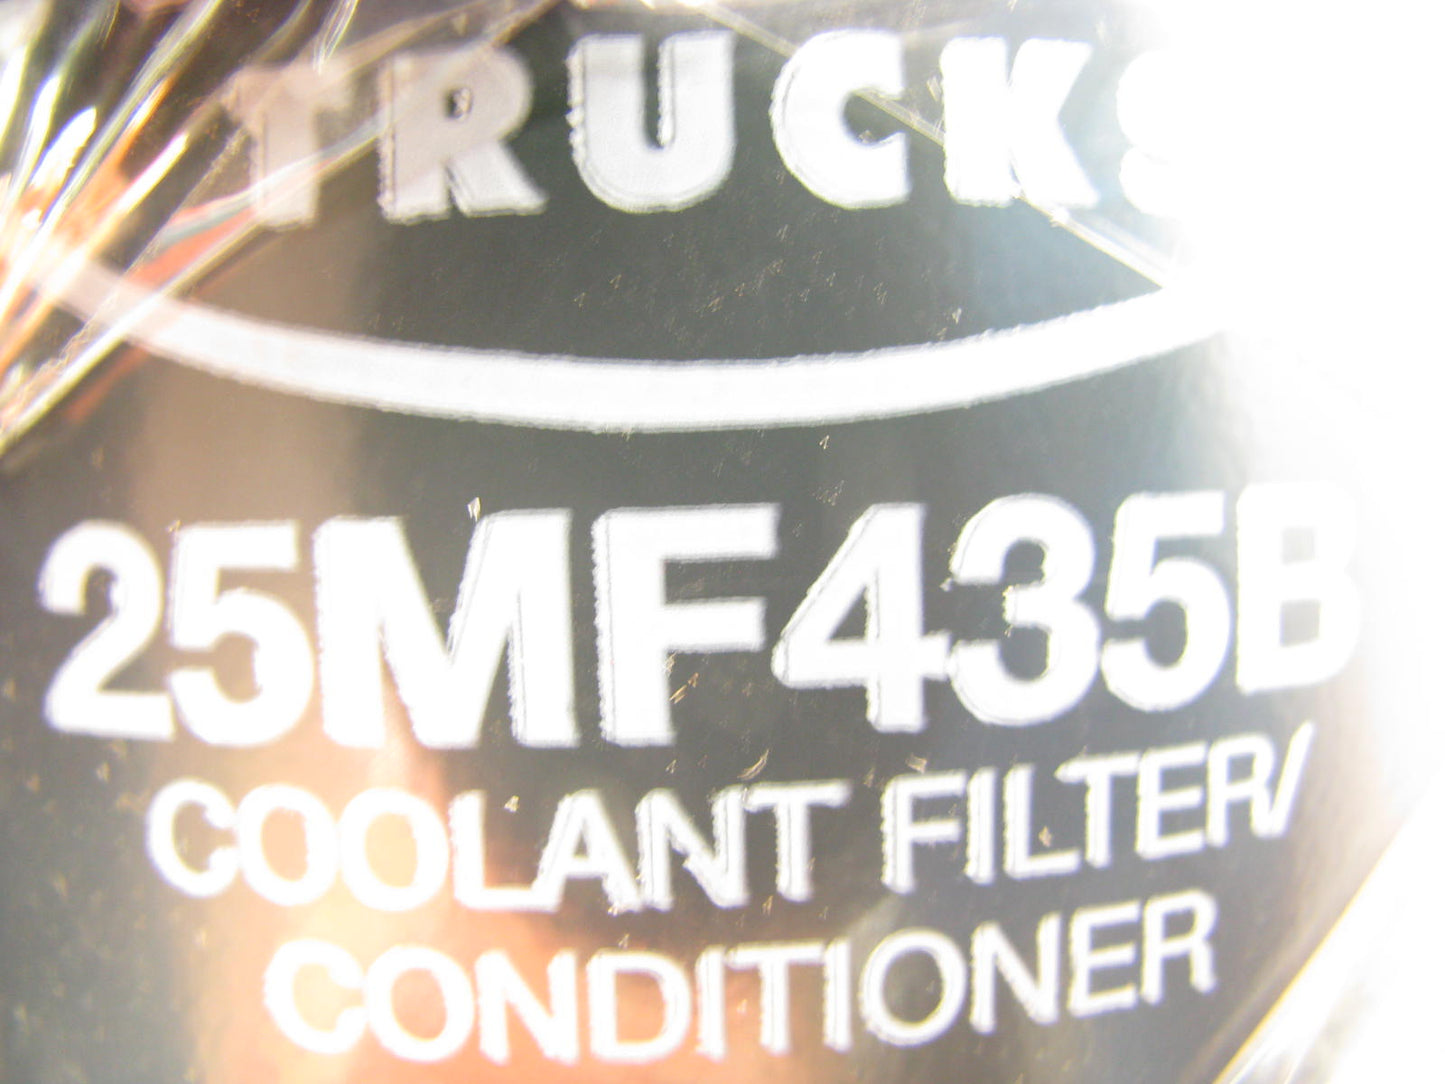 TRUCKS
25MF435B
COOLANT FILTER/
CONDITIONER